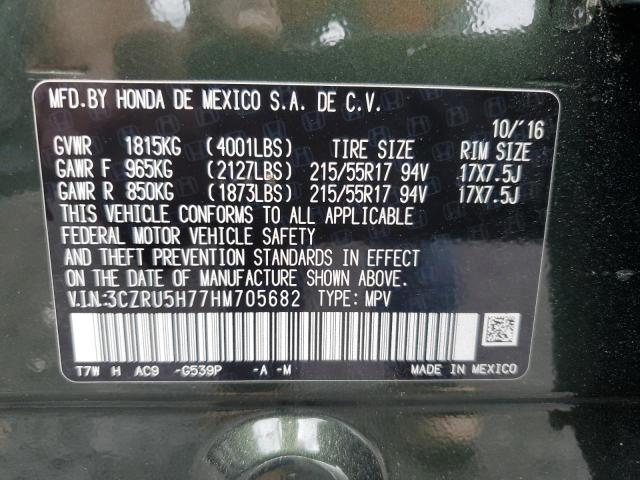 MFD.BY HONDA DE MEXICO S.A. DE C.V.
10/'16
GVWR 1815KG (4001LBS) TIRE SIZE RIM SIZE
GAWR F 965KG (2127LBS) 215/55R17 94V 17X7.5J
GAWR R 850KG (1873LBS) 215/55R17 94V 17X7.5J
THIS VEHICLE CONFORMS TO ALL APPLICABLE
FEDERAL MOTOR VEHICLE SAFETY
AND THEFT PREVENTION STANDARDS IN EFFECT
ON THE DATE OF MANUFACTURE SHOWN ABOVE.
V.I.N:3CZRU5H77HM705682 TYPE: MPV
T7W H AC9 -G539P -A -M MADE IN MEXICO